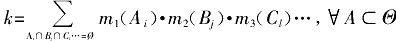 k=∑_{A_i∩B_j∩C_l⋯=Ø} m_1(A_i)·m_2(B_j)·m_3(C_l)⋯, ∀A⊂Θ